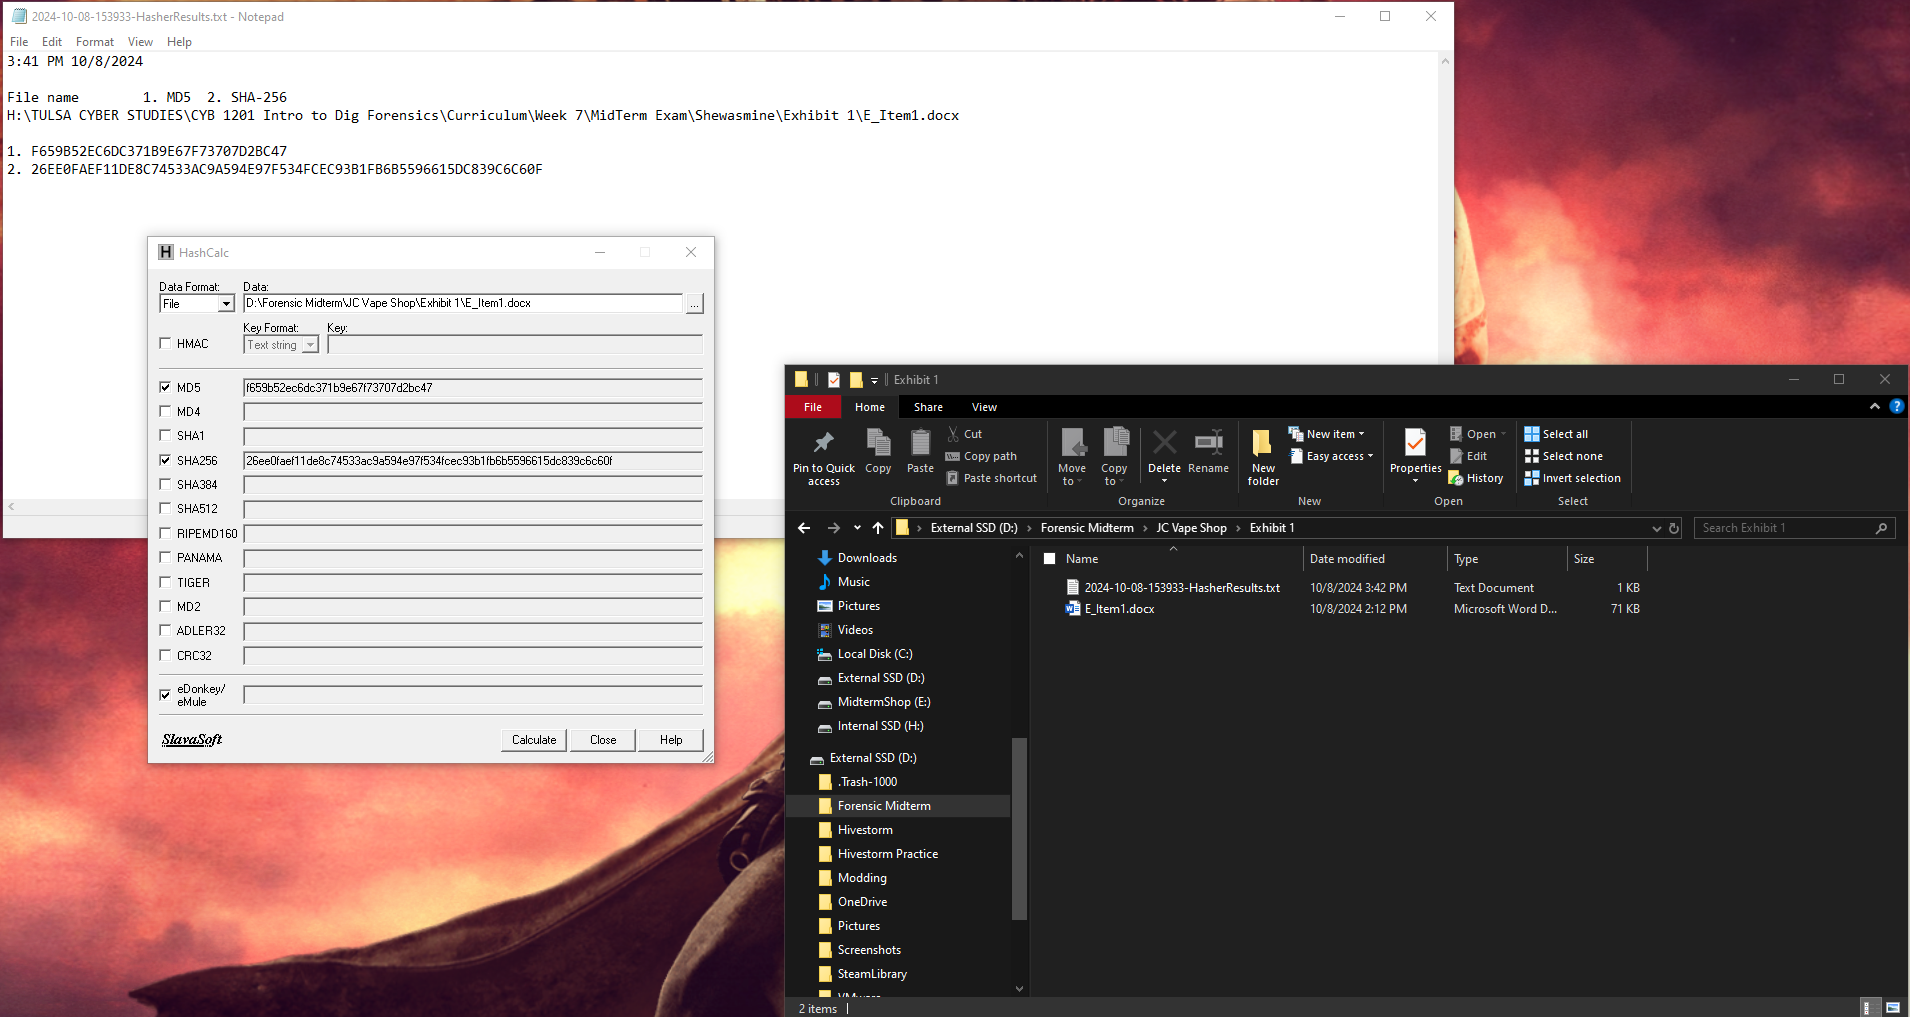 2024-10-08-153933-HasherResults.txt - Notepad
File Edit Format View Help
3:41 PM 10/8/2024
File name 1. MD5 2. SHA-256
H:\TULSA CYBER STUDIES\CYB 1201 Intro to Dig Forensics\Curriculum\Week 7\MidTerm Exam\Shewasmine\Exhibit 1\E_Item1.docx
1. F659B52EC6DC371B9E67F73707D2BC47
2. 26EE0FAEF11DE8C74533AC9A594E97F534FCEC93B1FB6B5596615DC839C6C60F
H HashCalc
Data Format: Data:
File D:\Forensic Midterm\JC Vape Shop\Exhibit 1\E_Item1.docx ...
Key Format: Key:
HMAC Text string
MD5 f659b52ec6dc371b9e67f73707d2bc47
MD4
SHA1
SHA256 26ee0faef11de8c74533ac9a594e97f534fcec93b1fb6b5596615dc839c6c60f
SHA384
SHA512
RIPEMD160
PANAMA
TIGER
MD2
ADLER32
CRC32
eDonkey/
eMule
SlavaSoft Calculate Close Help
Exhibit 1
File Home Share View
Pin to Quick access Copy Paste Cut
Copy path
Paste shortcut
Clipboard
Move to Copy to Delete Rename
Organize
New folder New item
Easy access
New
Properties Open
Edit
History
Open
Select all
Select none
Invert selection
Select
External SSD (D:) > Forensic Midterm > JC Vape Shop > Exhibit 1 Search Exhibit 1
Downloads
Music
Pictures
Videos
Local Disk (C:)
External SSD (D:)
MidtermShop (E:)
Internal SSD (H:)
External SSD (D:)
.Trash-1000
Forensic Midterm
Hivestorm
Hivestorm Practice
Modding
OneDrive
Pictures
Screenshots
SteamLibrary
Name Date modified Type Size
2024-10-08-153933-HasherResults.txt 10/8/2024 3:42 PM Text Document 1 KB
E_Item1.docx 10/8/2024 2:12 PM Microsoft Word D... 71 KB
2 items